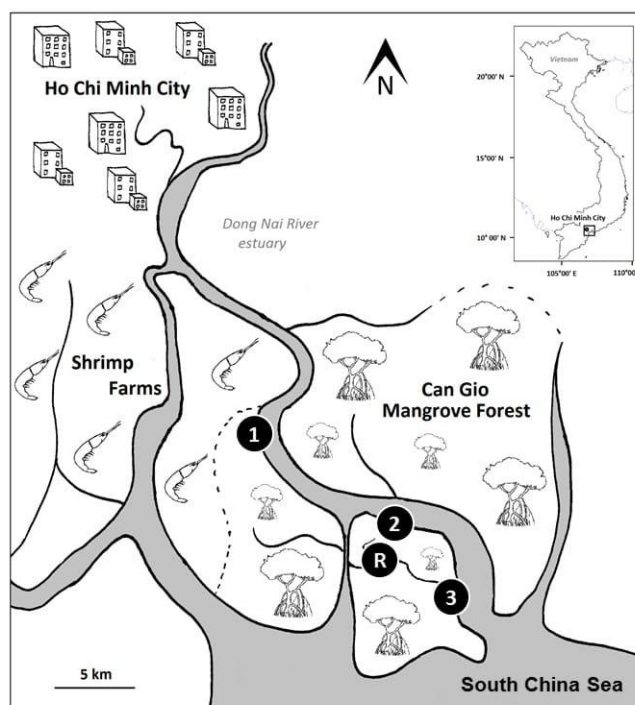 Ho Chi Minh City
N
Vietnam
20°00' N
15°00' N
10°00' N
Ho Chi Minh City
105°00' E
110°00' E
Dong Nai River
estuary
Shrimp
Farms
Can Gio
Mangrove Forest
1
2
R
3
5 km
South China Sea